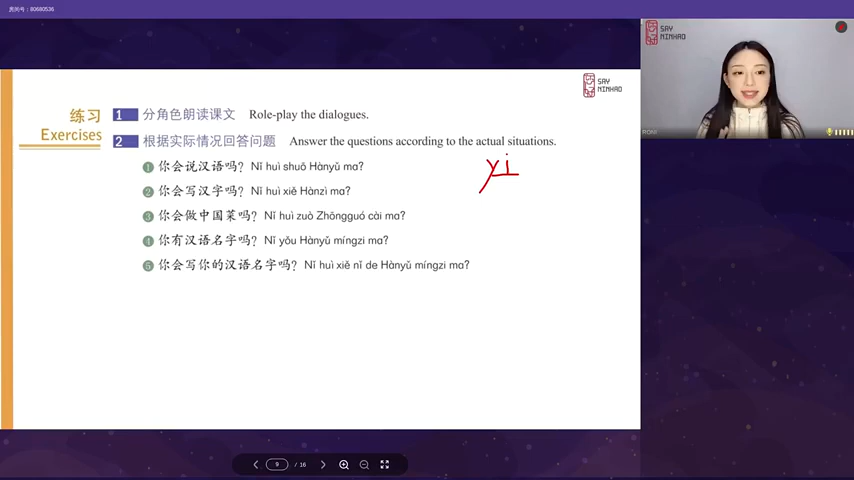 房间号：80680536
SAY
NINHAO
SAY
NINHAO
练习
Exercises
1 分角色朗读课文 Role-play the dialogues.
2 根据实际情况回答问题 Answer the questions according to the actual situations.
yi
1 你会说汉语吗？ Nǐ huì shuō Hànyǔ ma?
2 你会写汉字吗？ Nǐ huì xiě Hànzì ma?
3 你会做中国菜吗？ Nǐ huì zuò Zhōngguó cài ma?
4 你有汉语名字吗？ Nǐ yǒu Hànyǔ míngzi ma?
5 你会写你的汉语名字吗？ Nǐ huì xiě nǐ de Hànyǔ míngzi ma?
9 / 16